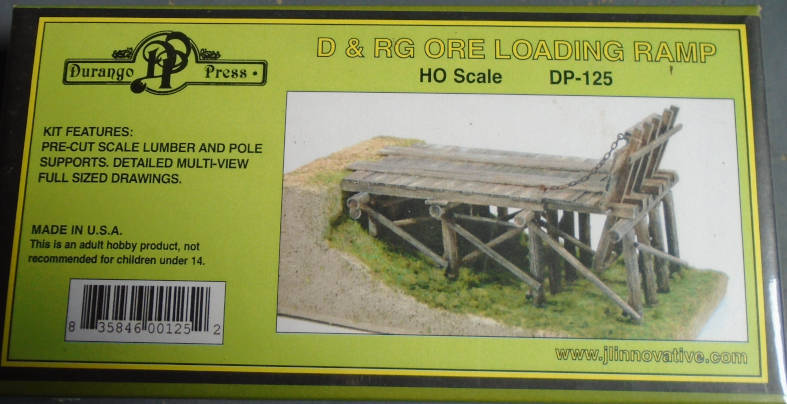 D & RG ORE LOADING RAMP
Durango DP Press
HO Scale DP-125
KIT FEATURES:
PRE-CUT SCALE LUMBER AND POLE
SUPPORTS. DETAILED MULTI-VIEW
FULL SIZED DRAWINGS.
MADE IN U.S.A.
This is an adult hobby product, not
recommended for children under 14.
8 35846 00125 2
www.jlinnovative.com